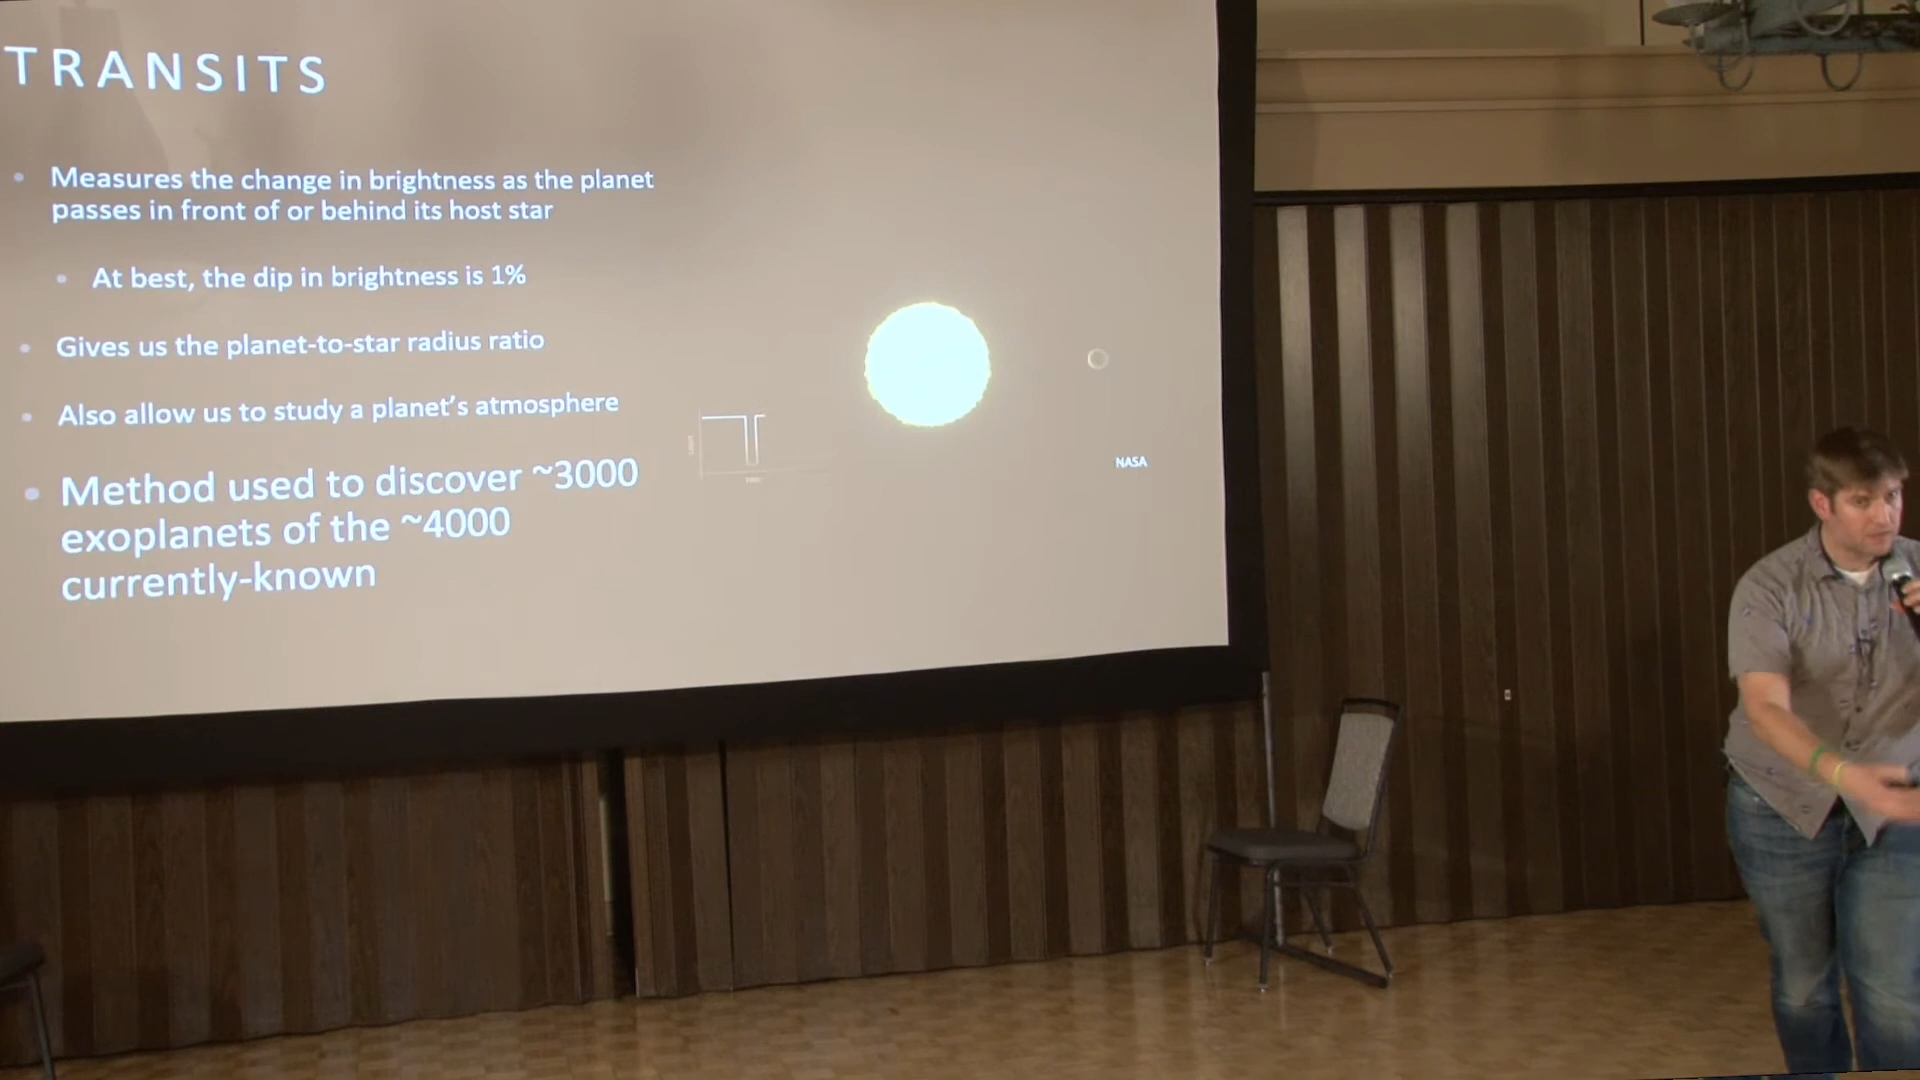 TRANSITS
Measures the change in brightness as the planet
passes in front of or behind its host star
At best, the dip in brightness is 1%
Gives us the planet-to-star radius ratio
Also allow us to study a planet's atmosphere
Method used to discover ~3000
exoplanets of the ~4000
currently-known
NASA